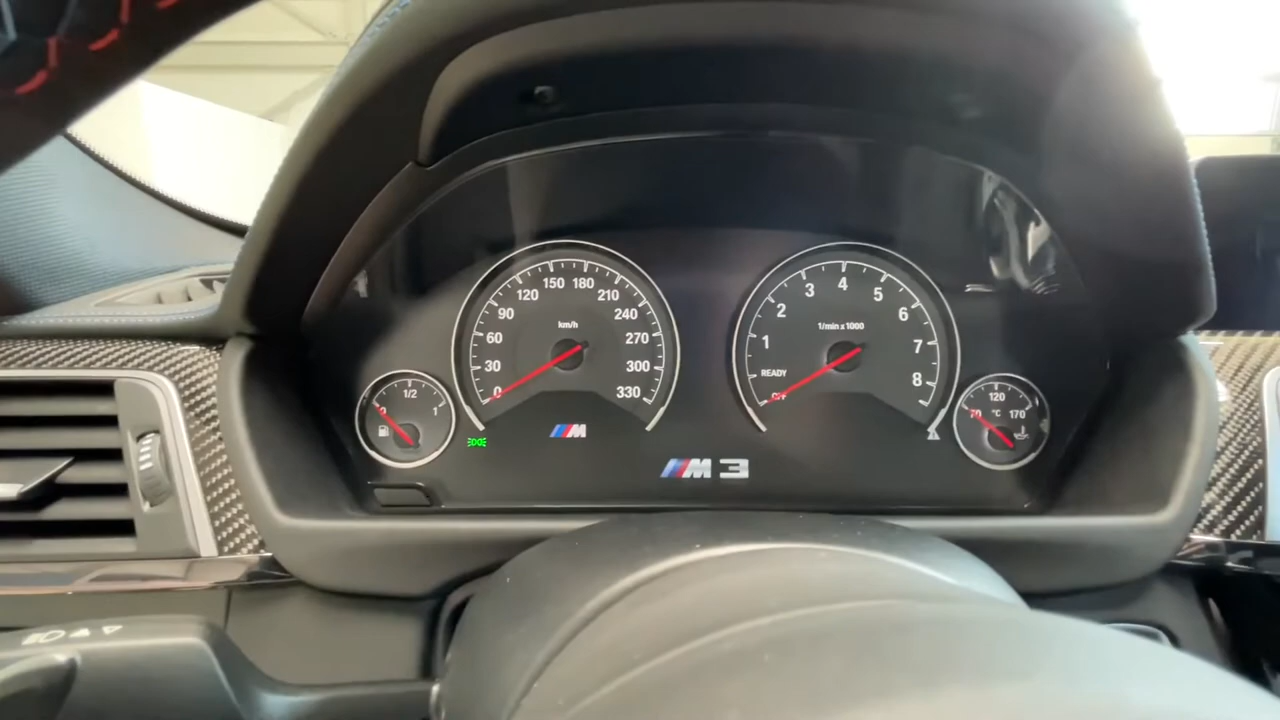 0 30 60 90 120 150 180 210 240 270 300 330
km/h
0 1/2 1
M
OFF READY 1 2 3 4 5 6 7 8
1/min x 1000
70 120 170
°C
M3